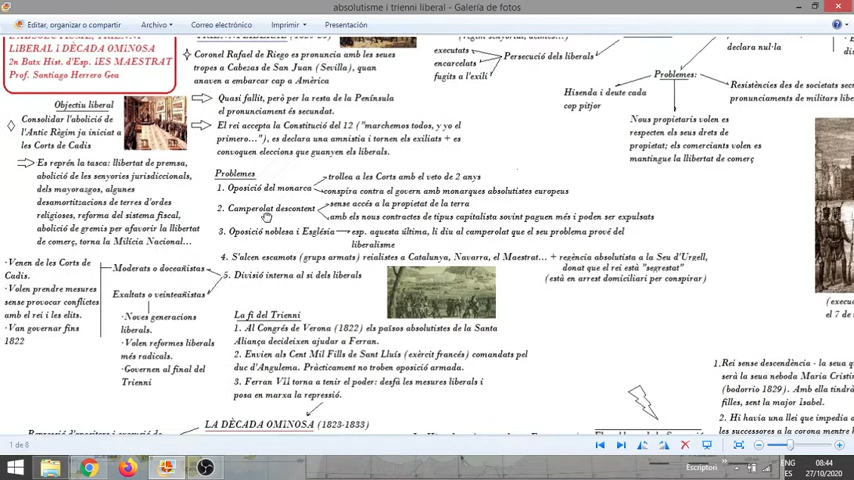 absolutisme i trienni liberal - Galería de fotos
Editar, organizar o compartir
Archivo
Correo electrónico
Imprimir
Presentación
LIBERAL I DÈCADA OMINOSA
2n Batx Hist. d'Esp. IES MAESTRAT
Prof. Santiago Herrero Gea
Coronel Rafael de Riego es pronuncia amb les seues
tropes a Cabezas de San Juan (Sevilla), quan
anaven a embarcar cap a Amèrica
Quasi fallit, però per la resta de la Península
el pronunciament és secundat.
El rei accepta la Constitució del 12 ("marchemos todos, y yo el
primero..."), es declara una amnistia i tornen els exiliats + es
convoquen eleccions que guanyen els liberals.
Objectiu liberal
Consolidar l'abolició de
l'Antic Règim ja iniciat a
les Corts de Cadis
Es reprén la tasca: llibertat de premsa,
abolició de les senyories jurisdiccionals,
dels mayorazgos, algunes
desamortitzacions de terres d'ordes
religioses, reforma del sistema fiscal,
abolició de gremis per afavorir la llibertat
de comerç, torna la Milícia Nacional...
executats
encarcelats
fugits a l'exili
Persecució dels liberals
declara nul·la
Problemes:
Hisenda i deute cada
cop pitjor
Nous propietaris volen es
respecten els seus drets de
propietat; els comerciants volen es
mantingue la llibertat de comerç
Resistències des de societats secr
pronunciaments de militars libe
Problemes
1. Oposició del monarca
trollea a les Corts amb el veto de 2 anys
conspira contra el govern amb monarques absolutistes europeus
2. Camperolat descontent
sense accés a la propietat de la terra
amb els nous contractes de tipus capitalista sovint paguen més i poden ser expulsats
3. Oposició noblesa i Església
esp. aquesta última, li diu al camperolat que el seu problema prové del
liberalisme
4. S'alcen escamots (grups armats) reialistes a Catalunya, Navarra, el Maestrat... + regència absolutista a la Seu d'Urgell,
donat que el rei està "segrestat"
(està en arrest domiciliari per conspirar)
5. Divisió interna al si dels liberals
Moderats o doceañistas
·Venen de les Corts de
Cadis.
·Volen prendre mesures
sense provocar conflictes
amb el rei i les elits.
·Van governar fins
1822
Exaltats o veinteañistas
·Noves generacions
liberals.
·Volen reformes liberals
més radicals.
·Governen al final del
Trienni
La fi del Trienni
1. Al Congrés de Verona (1822) els països absolutistes de la Santa
Aliança decideixen ajudar a Ferran.
2. Envien als Cent Mil Fills de Sant Lluís (exèrcit francés) comandats pel
duc d'Angulema. Pràcticament no troben oposició armada.
3. Ferran VII torna a tenir el poder: desfà les mesures liberals i
posa en marxa la repressió.
LA DÈCADA OMINOSA (1823-1833)
(execu
el 7 de
1.Rei sense descendència - la seua q
serà la seua neboda Maria Cristin
(bodorrio 1829). Amb ella tindrà
filles, sent la major Isabel.
2. Hi havia una llei que impedia a
les successores a la corona mentre h
1 de 8
Escriptori
ENG
ES
08:44
27/10/2020